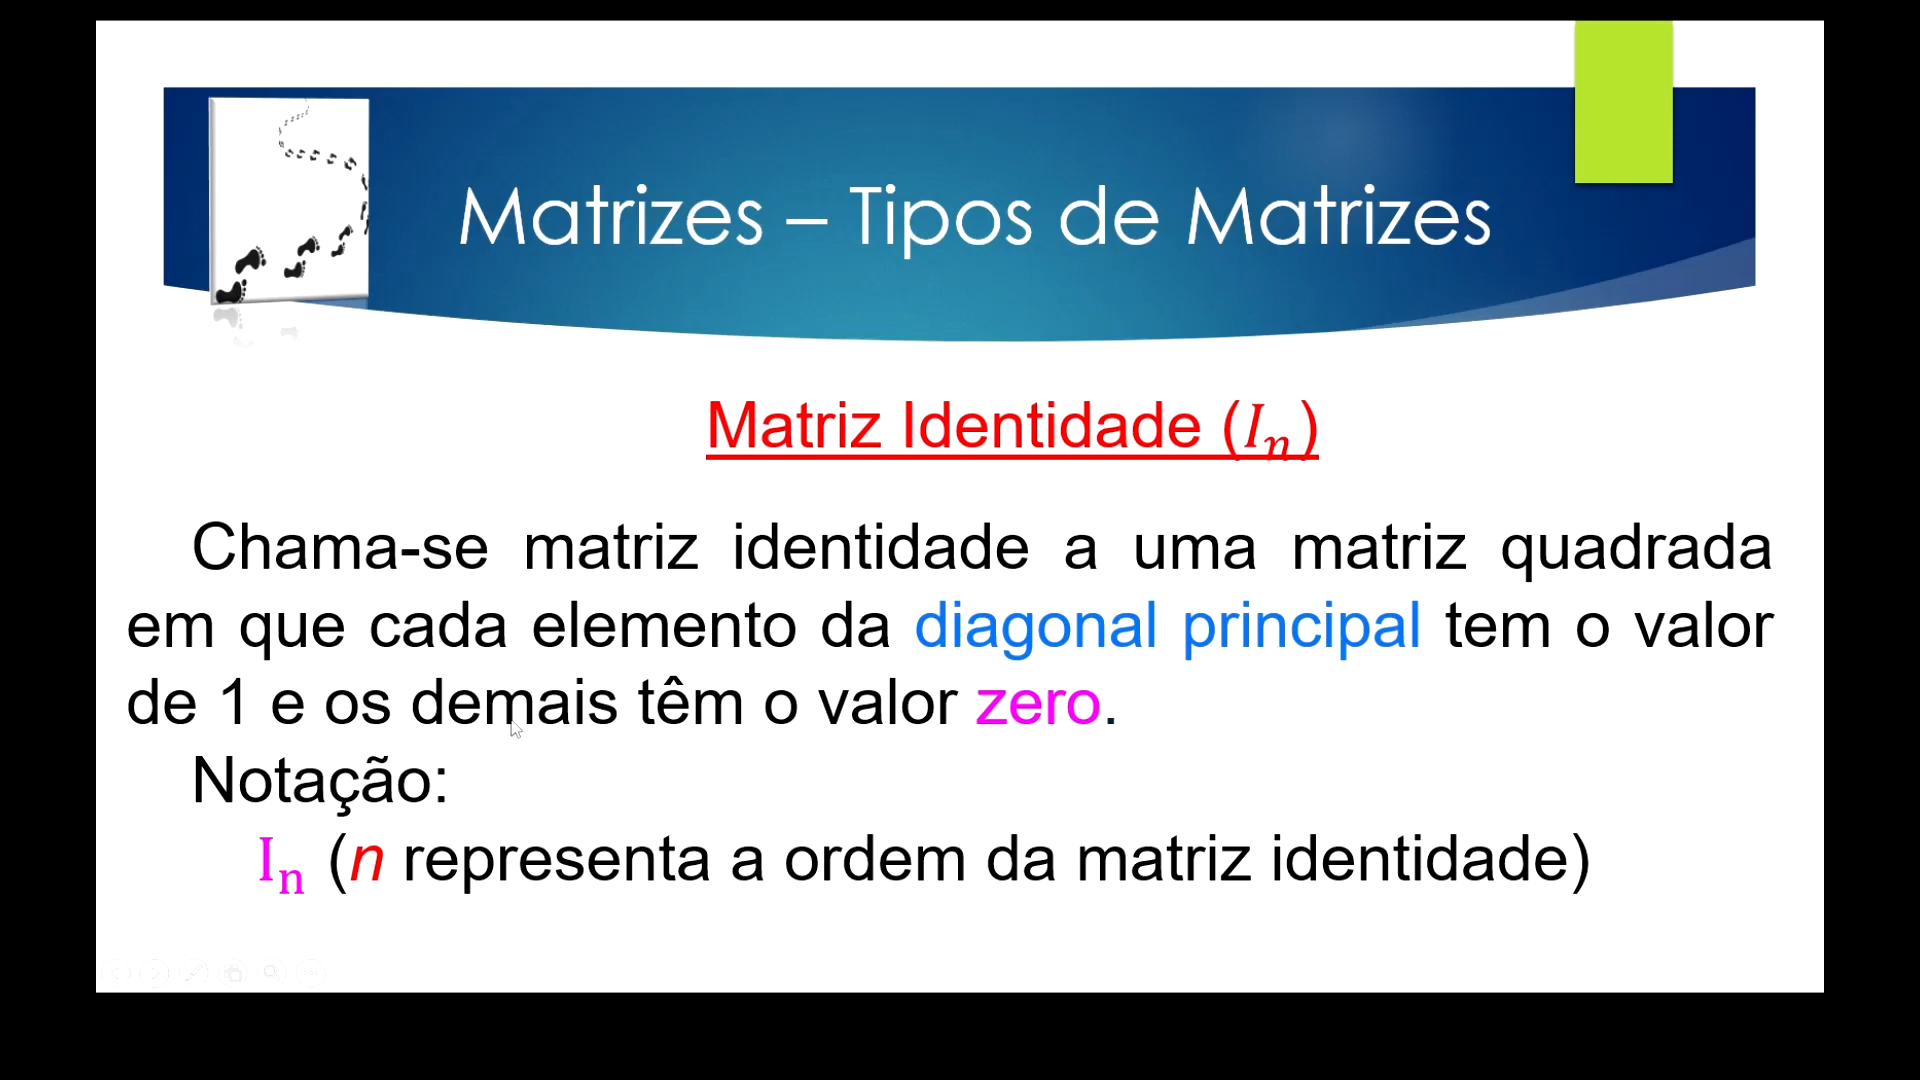 Matrizes – Tipos de Matrizes
Matriz Identidade (Iₙ)
Chama-se matriz identidade a uma matriz quadrada
em que cada elemento da diagonal principal tem o valor
de 1 e os demais têm o valor zero.
Notação:
Iₙ (n representa a ordem da matriz identidade)